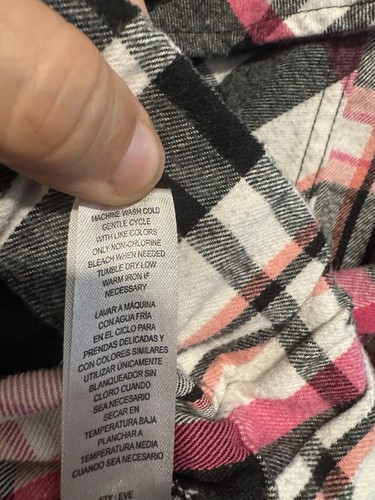 MACHINE WASH COLD
GENTLE CYCLE
WITH LIKE COLORS
ONLY NON-CHLORINE
BLEACH WHEN NEEDED
TUMBLE DRY LOW
WARM IRON IF
NECESSARY
LAVAR A MÁQUINA
CON AGUA FRÍA
EN EL CICLO PARA
PRENDAS DELICADAS Y
CON COLORES SIMILARES
UTILIZAR ÚNICAMENTE
BLANQUEADOR SIN
CLORO CUANDO
SEA NECESARIO
SECAR EN
TEMPERATURA BAJA
PLANCHAR A
TEMPERATURA MEDIA
CUANDO SEA NECESARIO
STY: EVE